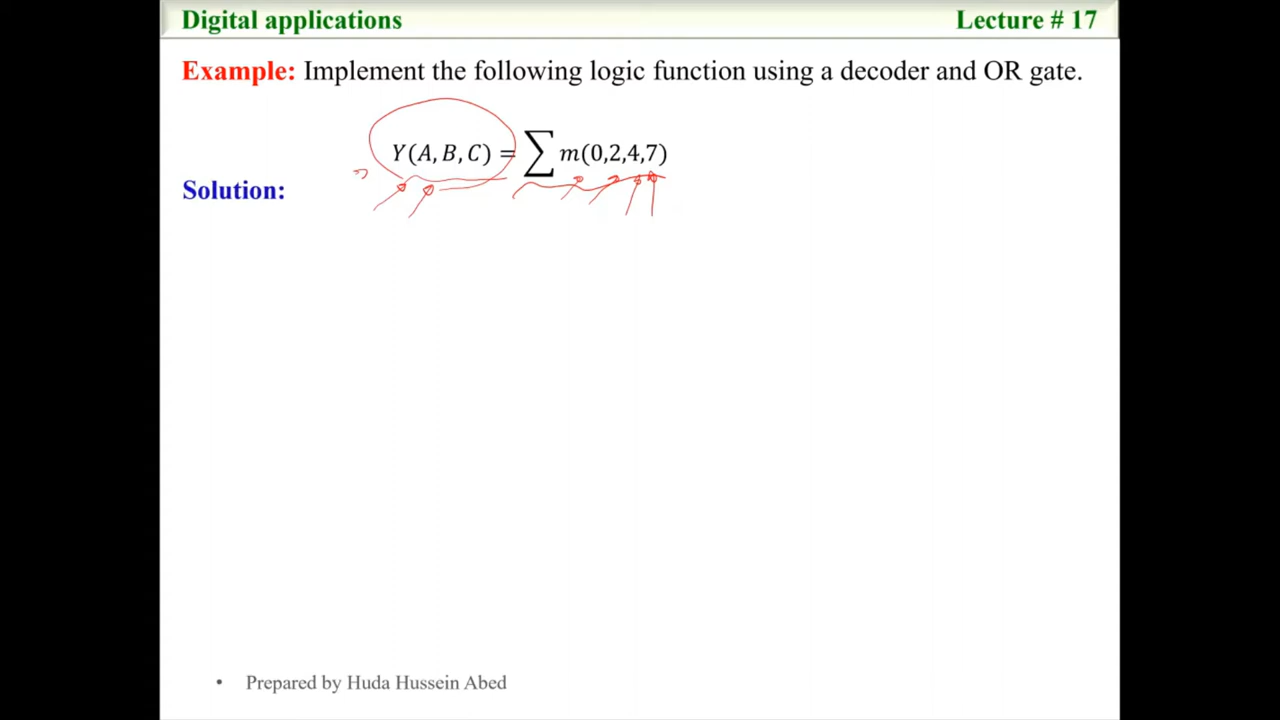 Digital applications
Lecture # 17
Example: Implement the following logic function using a decoder and OR gate.
Y(A, B, C) = ∑ m(0,2,4,7)
Solution:
• Prepared by Huda Hussein Abed